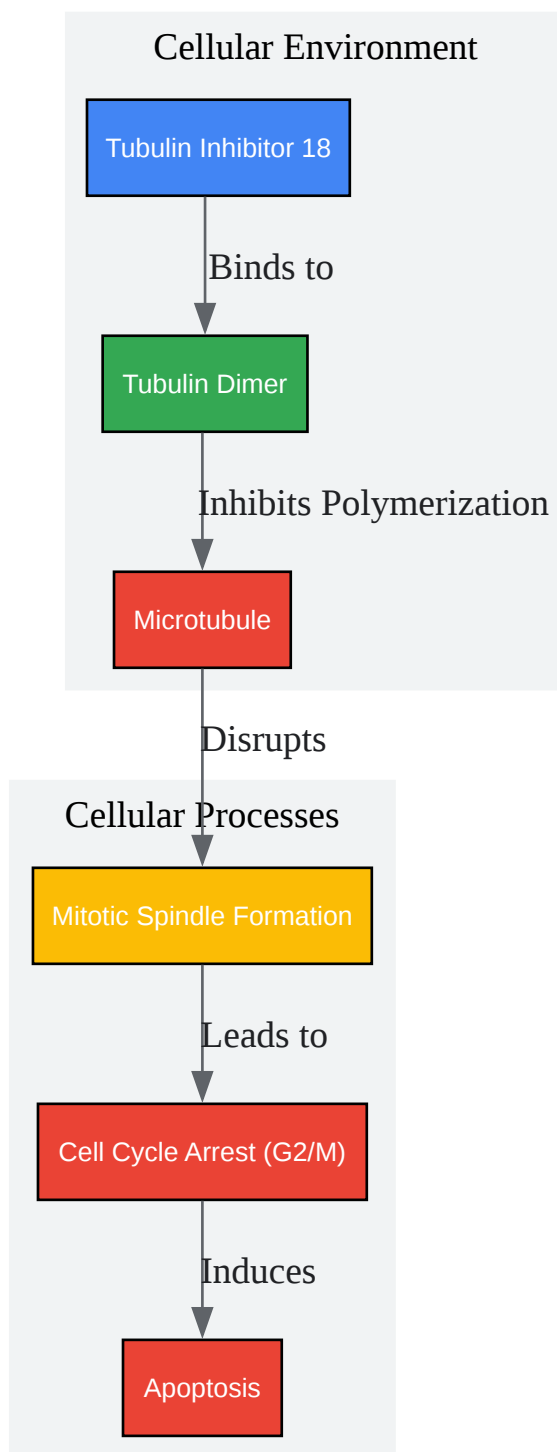 Cellular Environment
Tubulin Inhibitor 18
Binds to
Tubulin Dimer
Inhibits Polymerization
Microtubule
Disrupts
Cellular Processes
Mitotic Spindle Formation
Leads to
Cell Cycle Arrest (G2/M)
Induces
Apoptosis